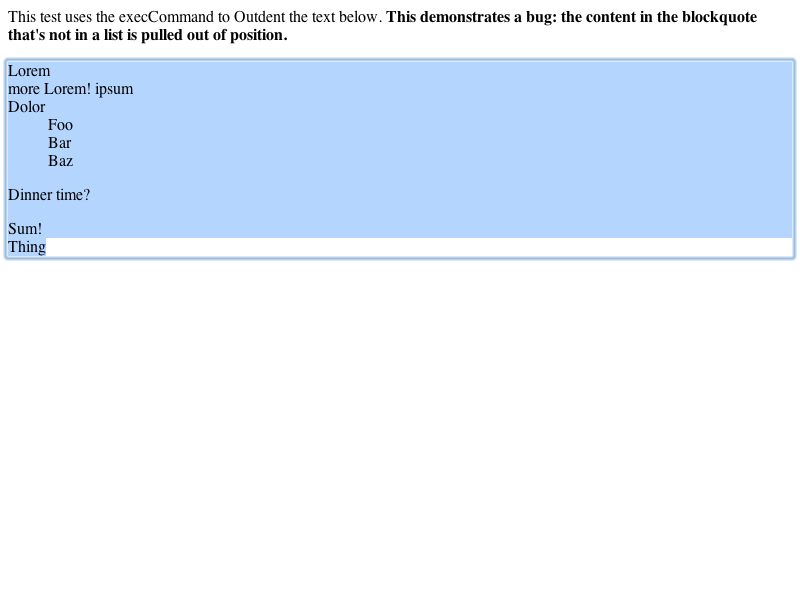 This test uses the execCommand to Outdent the text below. This demonstrates a bug: the content in the blockquote
that's not in a list is pulled out of position.
Lorem
more Lorem! ipsum
Dolor
Foo
Bar
Baz
Dinner time?
Sum!
Thing